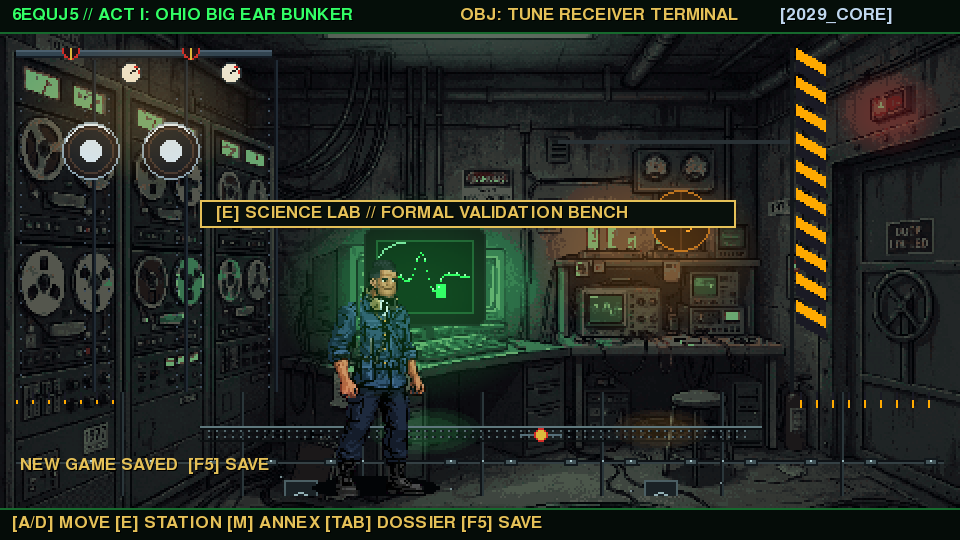 6EQUJ5 // ACT I: OHIO BIG EAR BUNKER
OBJ: TUNE RECEIVER TERMINAL
[2029_CORE]
[E] SCIENCE LAB // FORMAL VALIDATION BENCH
NEW GAME SAVED [F5] SAVE
[A/D] MOVE [E] STATION [M] ANNEX [TAB] DOSSIER [F5] SAVE